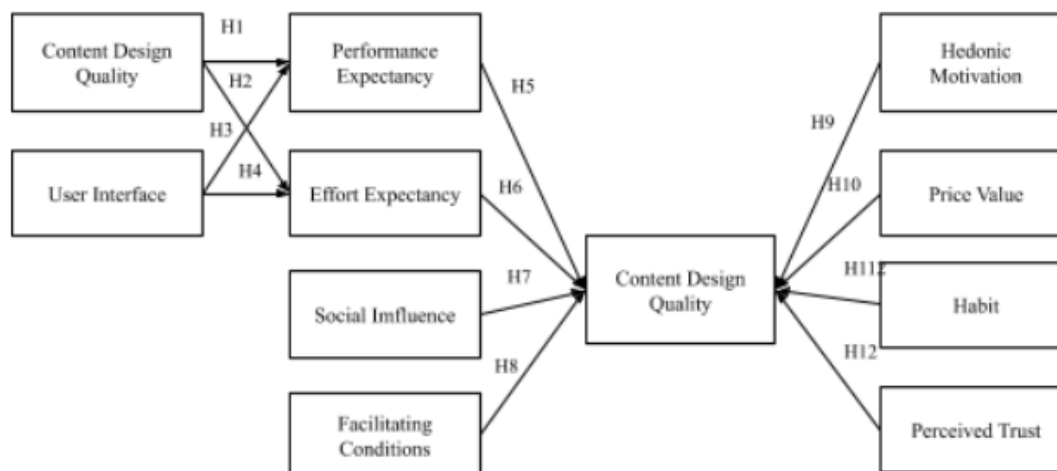 Content Design
Quality
H1
H2
H3
H4
User Interface
Performance
Expectancy
Effort Expectancy
Social Imfluence
Facilitating
Conditions
H5
H6
H7
H8
Content Design
Quality
H9
H10
H112
H12
Hedonic
Motivation
Price Value
Habit
Perceived Trust